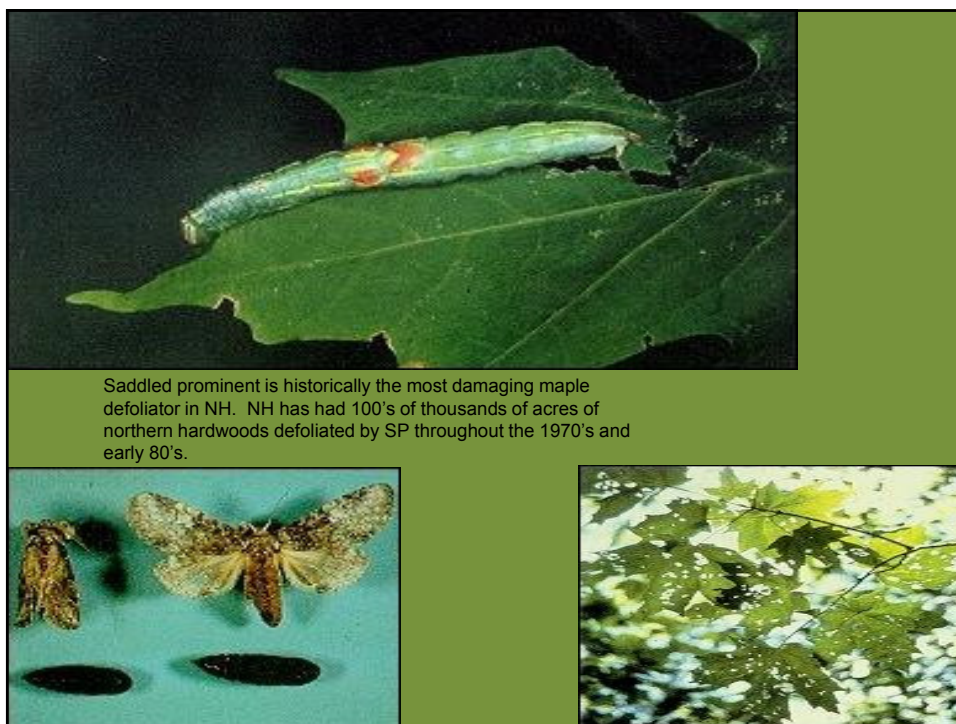 Saddled prominent is historically the most damaging maple
defoliator in NH.  NH has had 100's of thousands of acres of
northern hardwoods defoliated by SP throughout the 1970's and
early 80's.